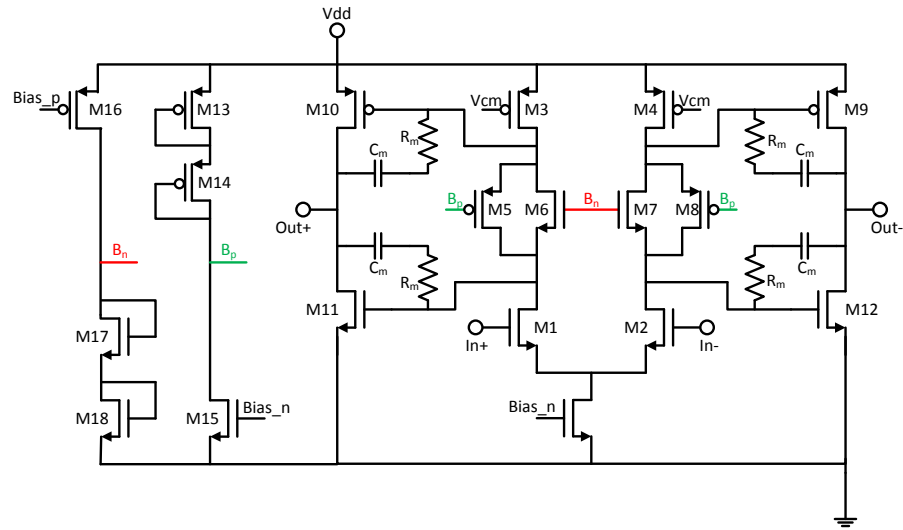 Vdd
Bias_p
M16
M13
M10
Vcm
M3
M4
Vcm
M9
Rm
Rm
Cm
Cm
M14
Bp
M5
M6
Bn
M7
M8
Bp
Out+
Out-
Bn
Bp
Cm
Cm
Rm
Rm
M11
M12
M17
In+
M1
M2
In-
M18
M15
Bias_n
Bias_n